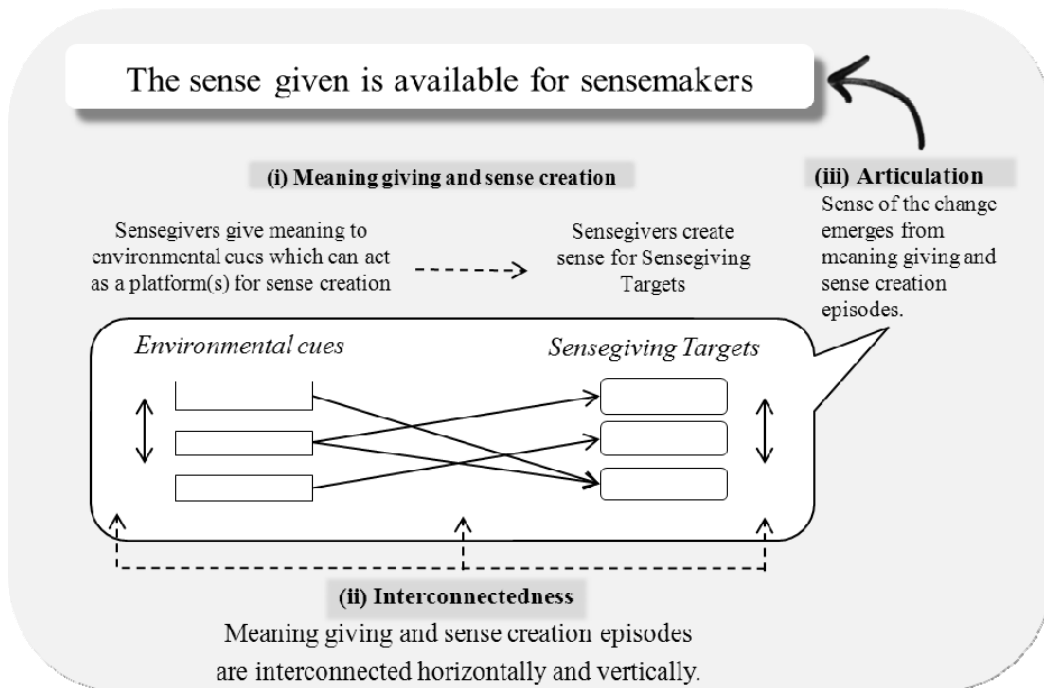 The sense given is available for sensemakers
(i) Meaning giving and sense creation
Sensegivers give meaning to
environmental cues which can act
as a platform(s) for sense creation
Sensegivers create
sense for Sensegiving
Targets
(iii) Articulation
Sense of the change
emerges from
meaning giving and
sense creation
episodes.
Environmental cues
Sensegiving Targets
(ii) Interconnectedness
Meaning giving and sense creation episodes
are interconnected horizontally and vertically.